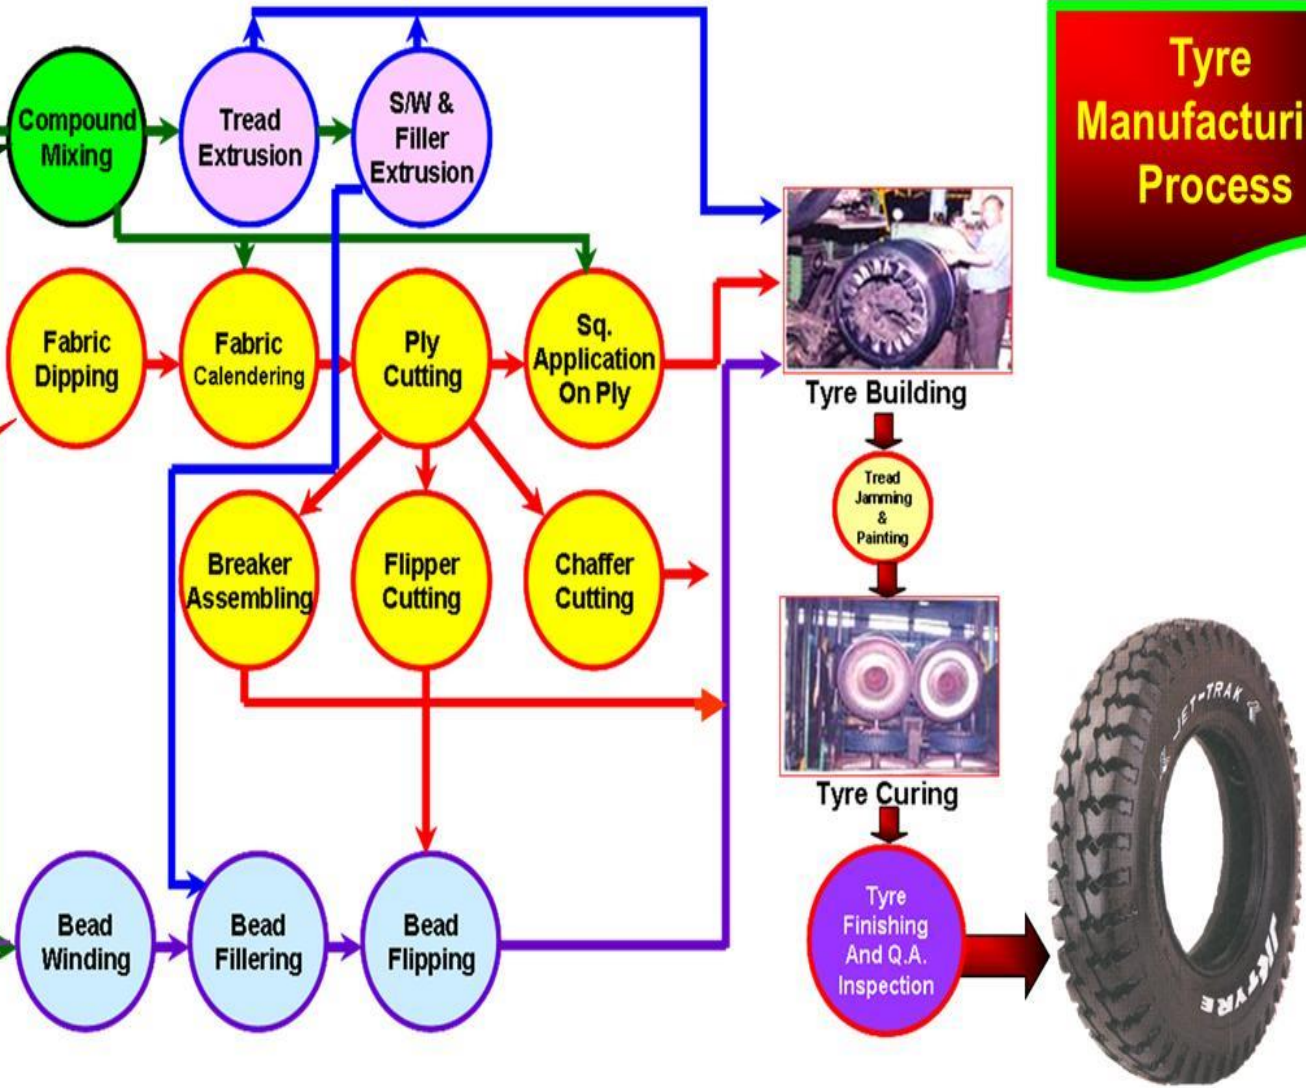 Tyre
Manufacturi
Process
Compound
Mixing
Tread
Extrusion
S/W &
Filler
Extrusion
Fabric
Dipping
Fabric
Calendering
Ply
Cutting
Sq.
Application
On Ply
Tyre Building
Tread
Jamming
&
Painting
Breaker
Assembling
Flipper
Cutting
Chaffer
Cutting
Tyre Curing
Bead
Winding
Bead
Fillering
Bead
Flipping
Tyre
Finishing
And Q.A.
Inspection
JET-TRAK
JK TYRE